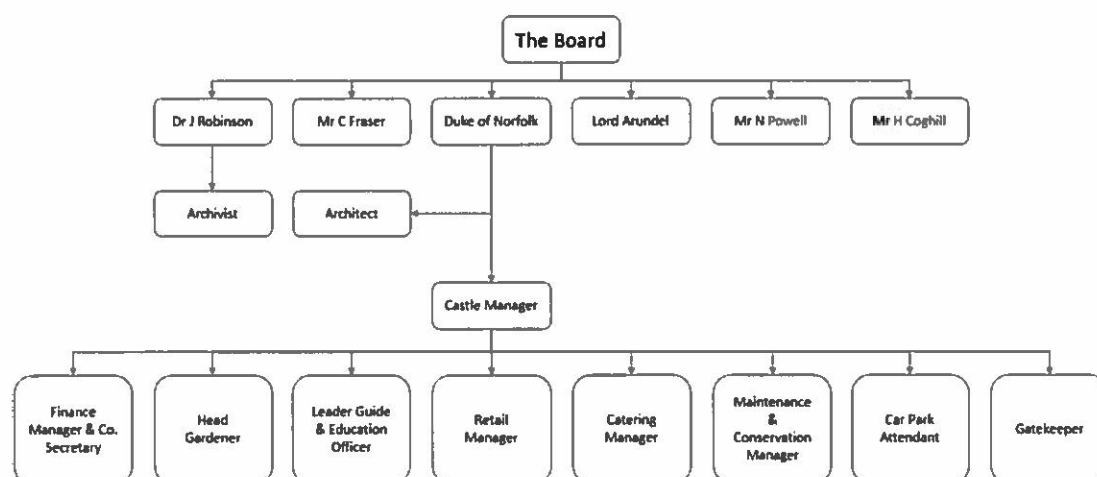 The Board
Dr J Robinson
Mr C Fraser
Duke of Norfolk
Lord Arundel
Mr N Powell
Mr H Coghill
Archivist
Architect
Castle Manager
Finance
Manager & Co.
Secretary
Head
Gardener
Leader Guide
& Education
Officer
Retail
Manager
Catering
Manager
Maintenance
&
Conservation
Manager
Car Park
Attendant
Gatekeeper